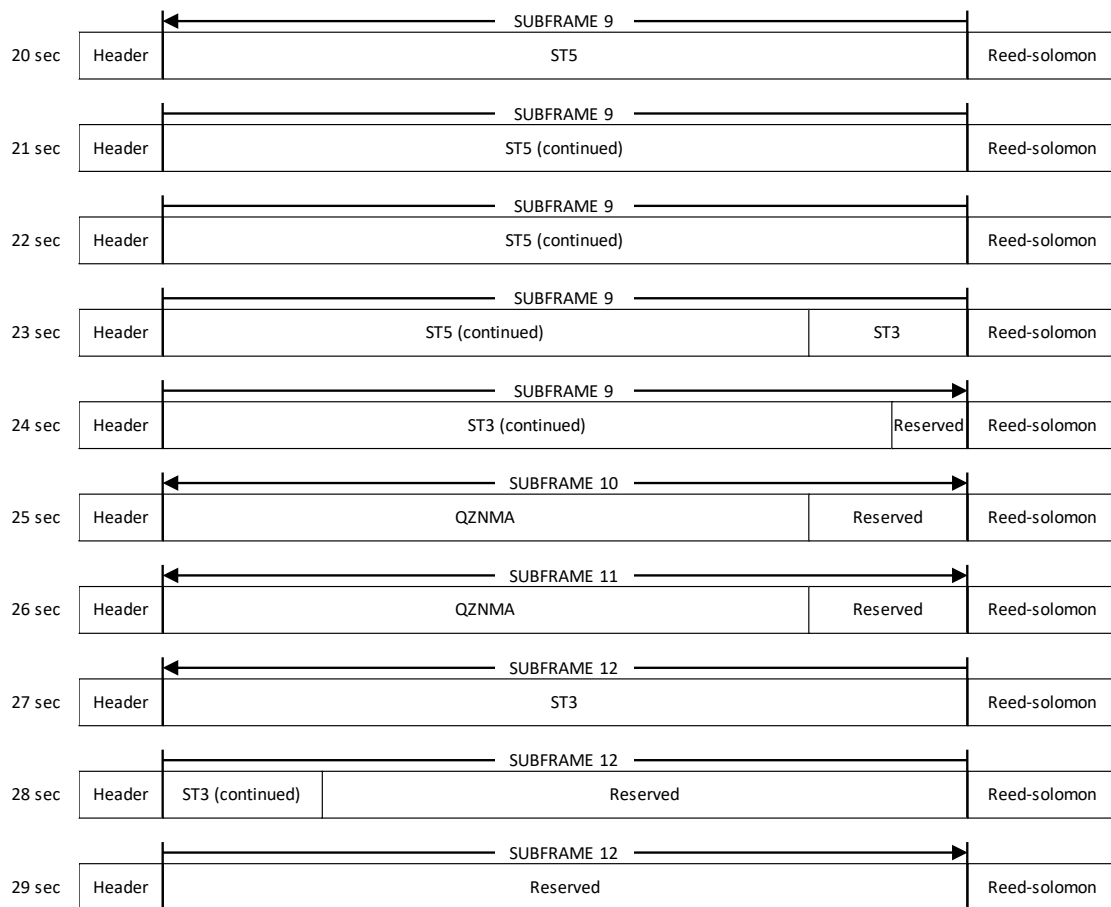 SUBFRAME 9
20 sec Header ST5 Reed-solomon
SUBFRAME 9
21 sec Header ST5 (continued) Reed-solomon
SUBFRAME 9
22 sec Header ST5 (continued) Reed-solomon
SUBFRAME 9
23 sec Header ST5 (continued) ST3 Reed-solomon
SUBFRAME 9
24 sec Header ST3 (continued) Reserved Reed-solomon
SUBFRAME 10
25 sec Header QZNMA Reserved Reed-solomon
SUBFRAME 11
26 sec Header QZNMA Reserved Reed-solomon
SUBFRAME 12
27 sec Header ST3 Reed-solomon
SUBFRAME 12
28 sec Header ST3 (continued) Reserved Reed-solomon
SUBFRAME 12
29 sec Header Reserved Reed-solomon